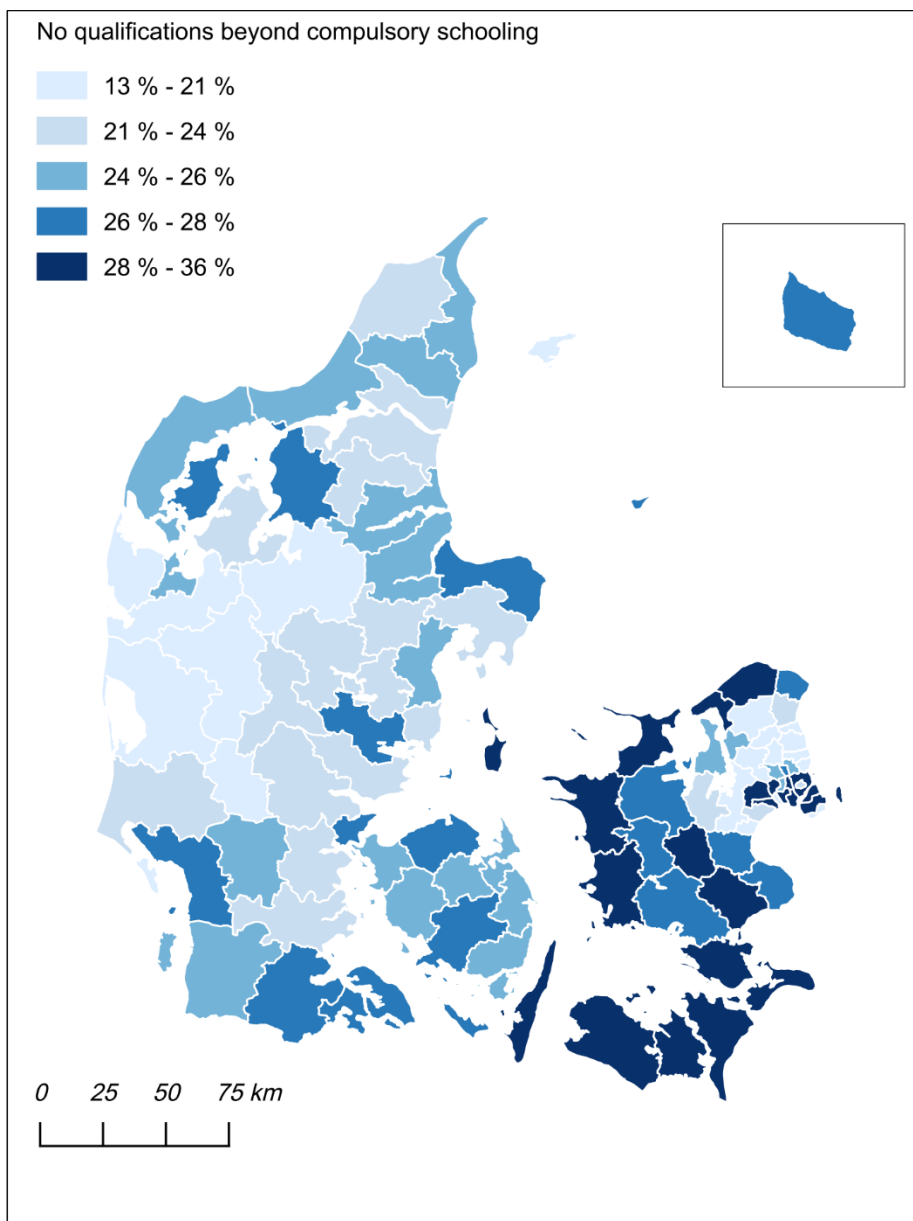 No qualifications beyond compulsory schooling
13 % - 21 %
21 % - 24 %
24 % - 26 %
26 % - 28 %
28 % - 36 %
0 25 50 75 km